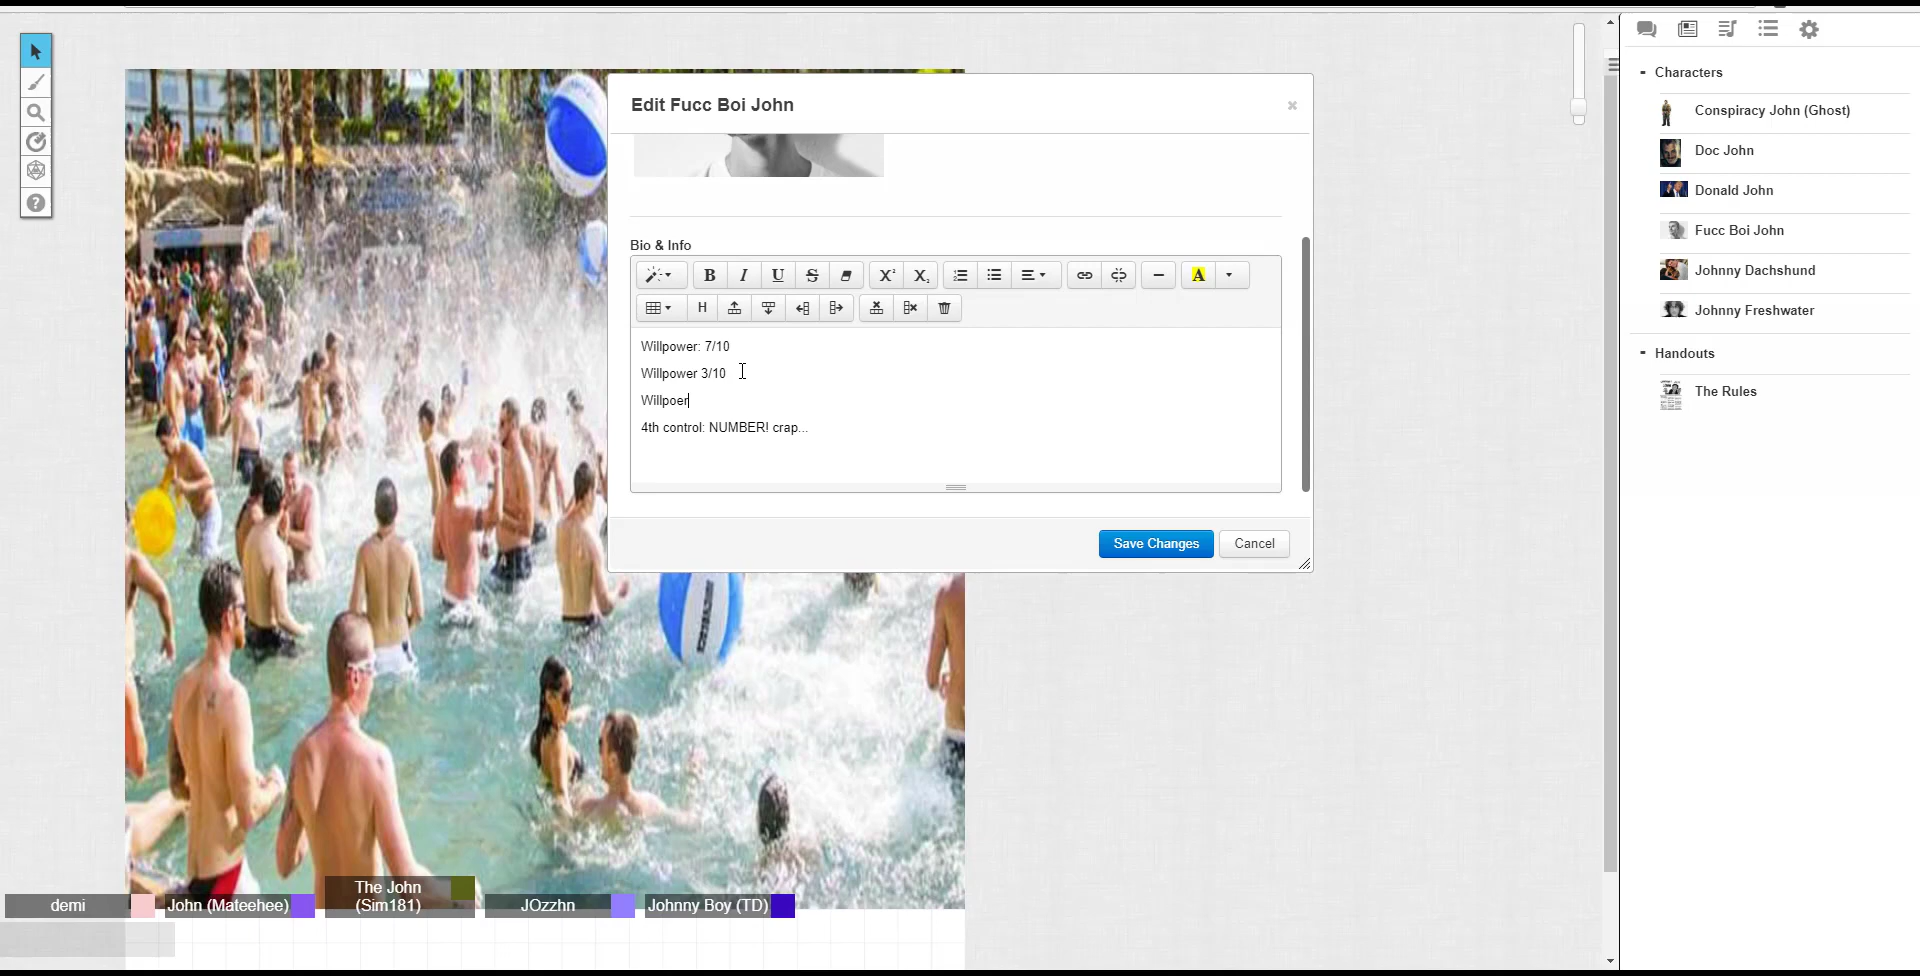 Edit Fucc Boi John
Bio & Info
Willpower: 7/10
Willpower 3/10
Willpoer
4th control: NUMBER! crap...
Save Changes
Cancel
Characters
Conspiracy John (Ghost)
Doc John
Donald John
Fucc Boi John
Johnny Dachshund
Johnny Freshwater
Handouts
The Rules
demi
John (Mateehee)
The John
(Sim181)
JOzzhn
Johnny Boy (TD)